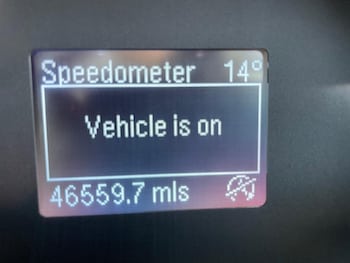 Speedometer 14°
Vehicle is on
46559.7 mls